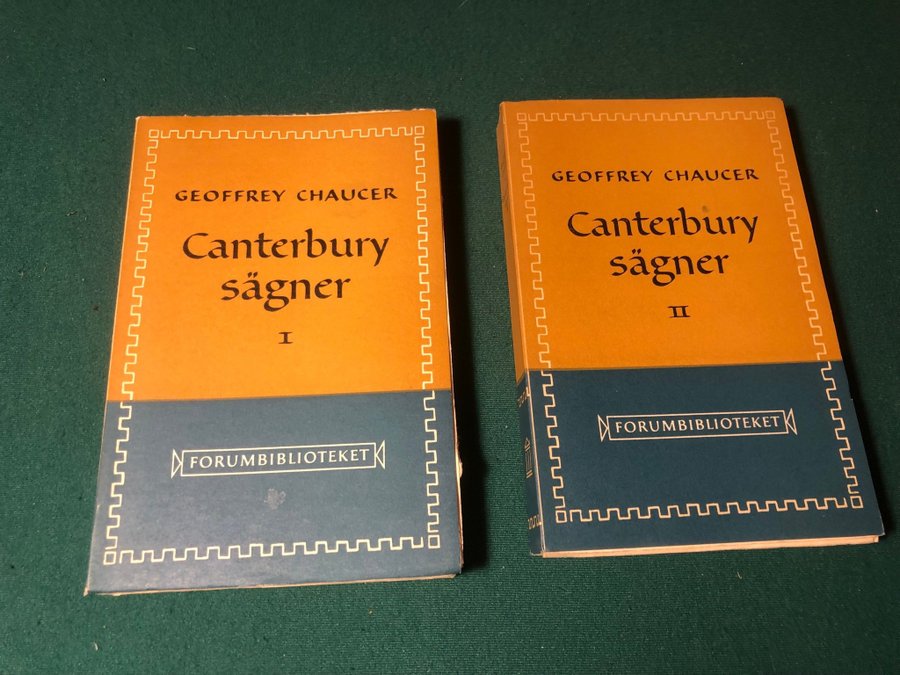 GEOFFREY CHAUCER
Canterbury
sägner
I
FORUMBIBLIOTEKET
GEOFFREY CHAUCER
Canterbury
sägner
II
FORUMBIBLIOTEKET